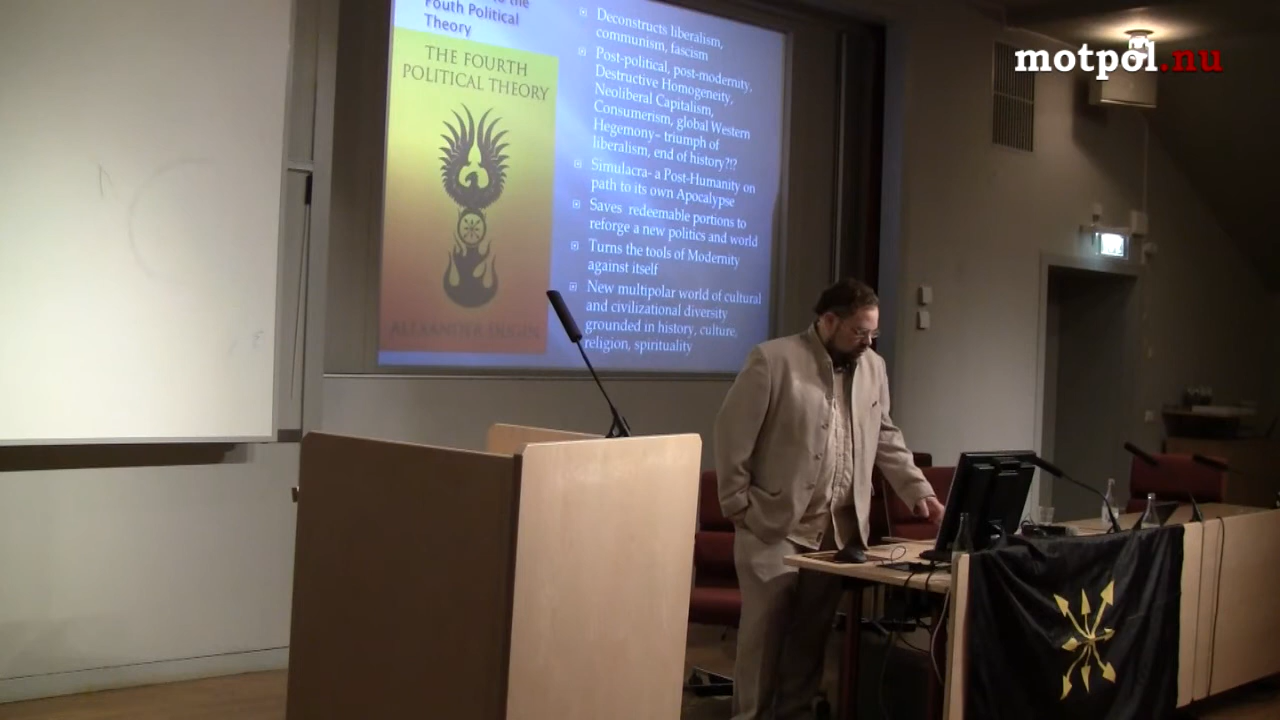 the
Fouth Political
Theory
THE FOURTH
POLITICAL THEORY
ALEXANDER DUGIN
Deconstructs liberalism,
communism, fascism
Post-political, post-modernity,
Destructive Homogeneity,
Neoliberal Capitalism,
Consumerism, global Western
Hegemony– triumph of
liberalism, end of history?!?
Simulacra- a Post-Humanity on
path to its own Apocalypse
Saves redeemable portions to
reforge a new politics and world
Turns the tools of Modernity
against itself
New multipolar world of cultural
and civilizational diversity
grounded in history, culture,
religion, spirituality
motpol.nu